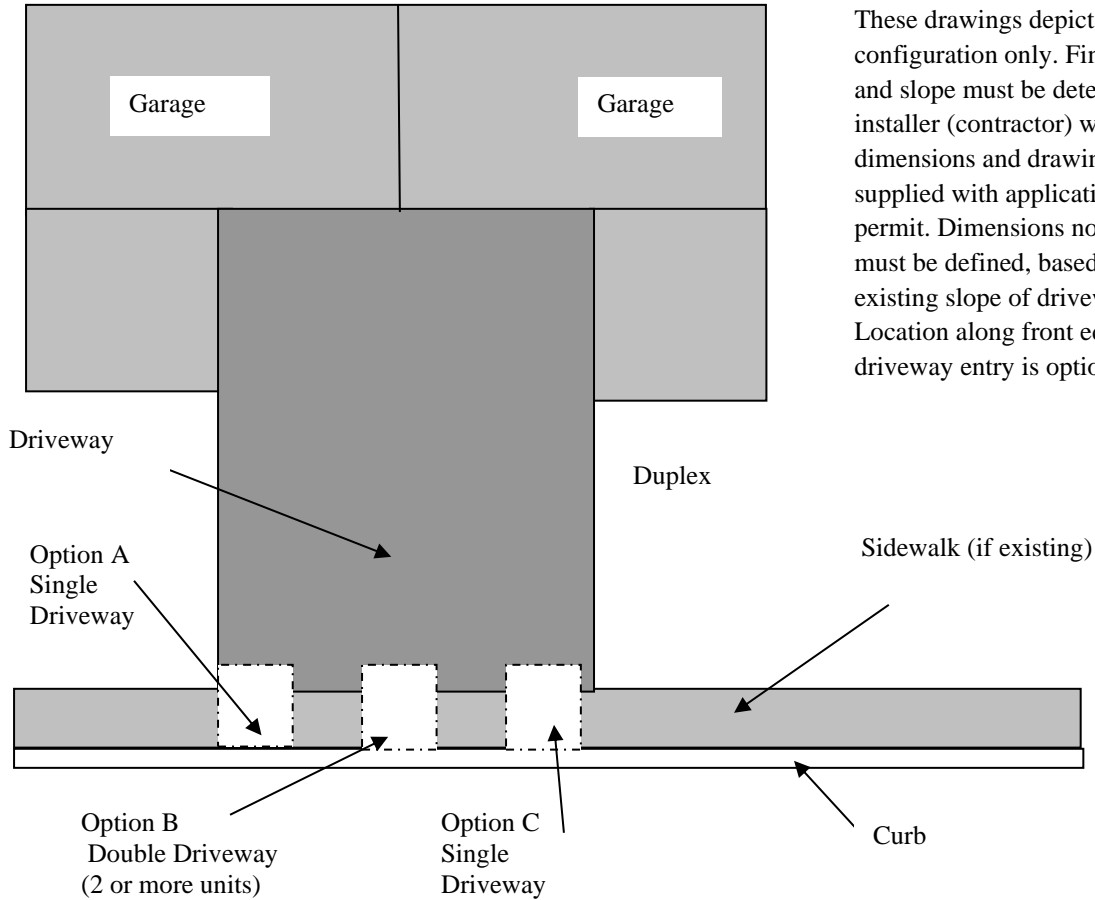 These drawings depict
configuration only. Fin
and slope must be dete
installer (contractor) w
dimensions and drawin
supplied with applicati
permit. Dimensions no
must be defined, based
existing slope of drivew
Location along front
driveway entry is optio
Garage
Garage
Driveway
Duplex
Option A
Single
Driveway
Sidewalk (if existing)
Option B
Double Driveway
(2 or more units)
Option C
Single
Driveway
Curb